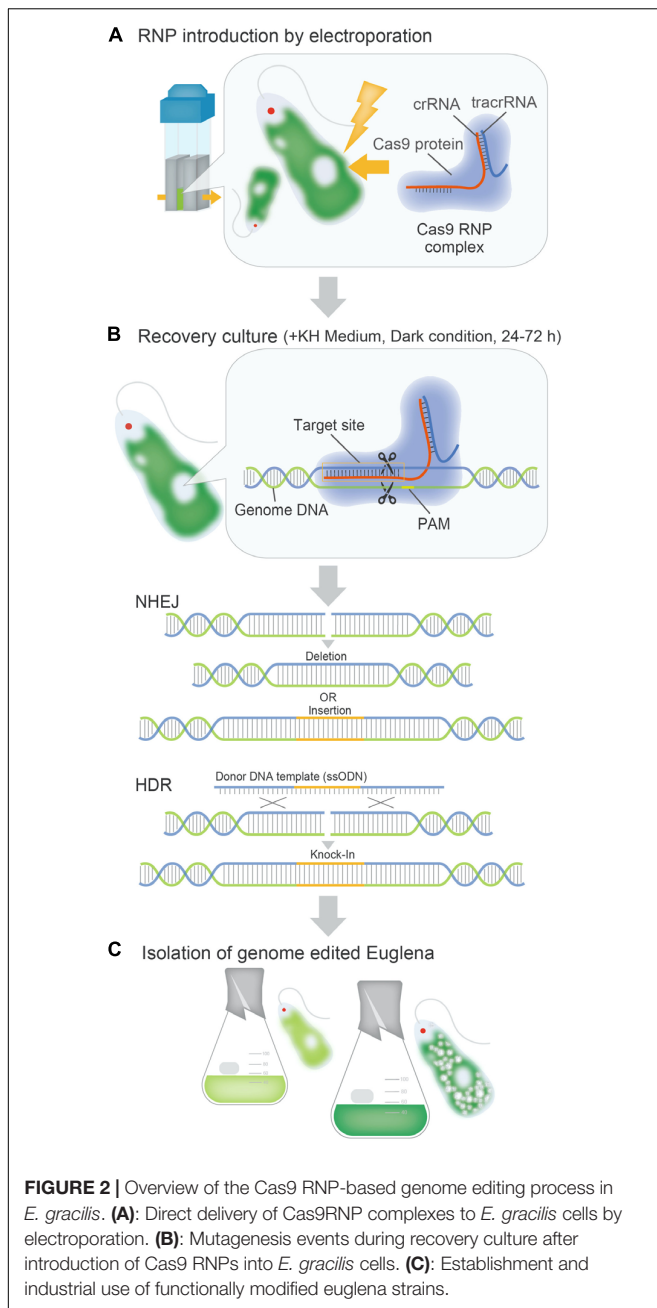 A RNP introduction by electroporation
crRNA
tracrRNA
Cas9 protein
Cas9 RNP
complex
B Recovery culture (+KH Medium, Dark condition, 24-72 h)
Target site
Genome DNA
PAM
NHEJ
Deletion
OR
Insertion
HDR
Donor DNA template (ssODN)
Knock-In
C Isolation of genome edited Euglena
FIGURE 2 | Overview of the Cas9 RNP-based genome editing process in
E. gracilis. (A): Direct delivery of Cas9RNP complexes to E. gracilis cells by
electroporation. (B): Mutagenesis events during recovery culture after
introduction of Cas9 RNPs into E. gracilis cells. (C): Establishment and
industrial use of functionally modified euglena strains.